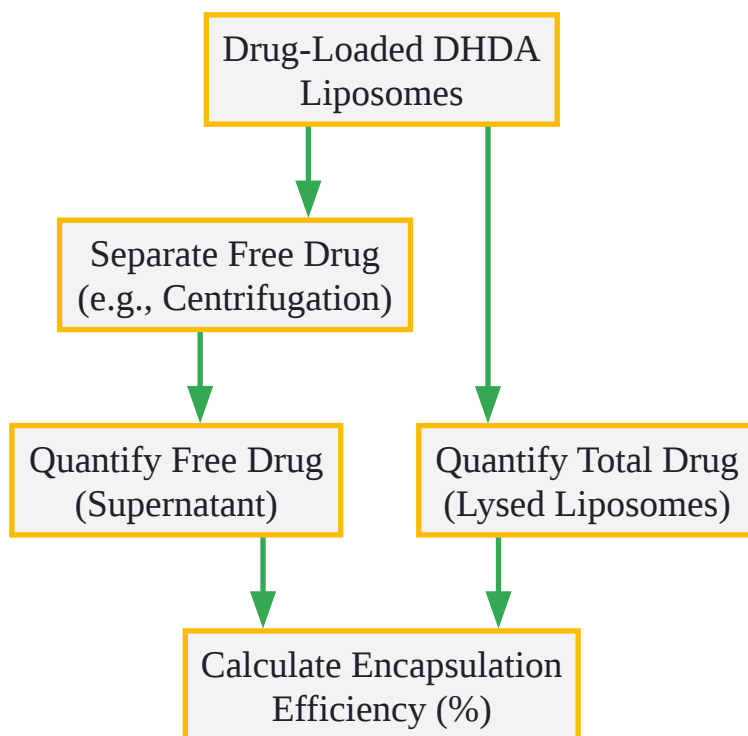 Drug-Loaded DHDA
Liposomes
Separate Free Drug
(e.g., Centrifugation)
Quantify Free Drug
(Supernatant)
Quantify Total Drug
(Lysed Liposomes)
Calculate Encapsulation
Efficiency (%)